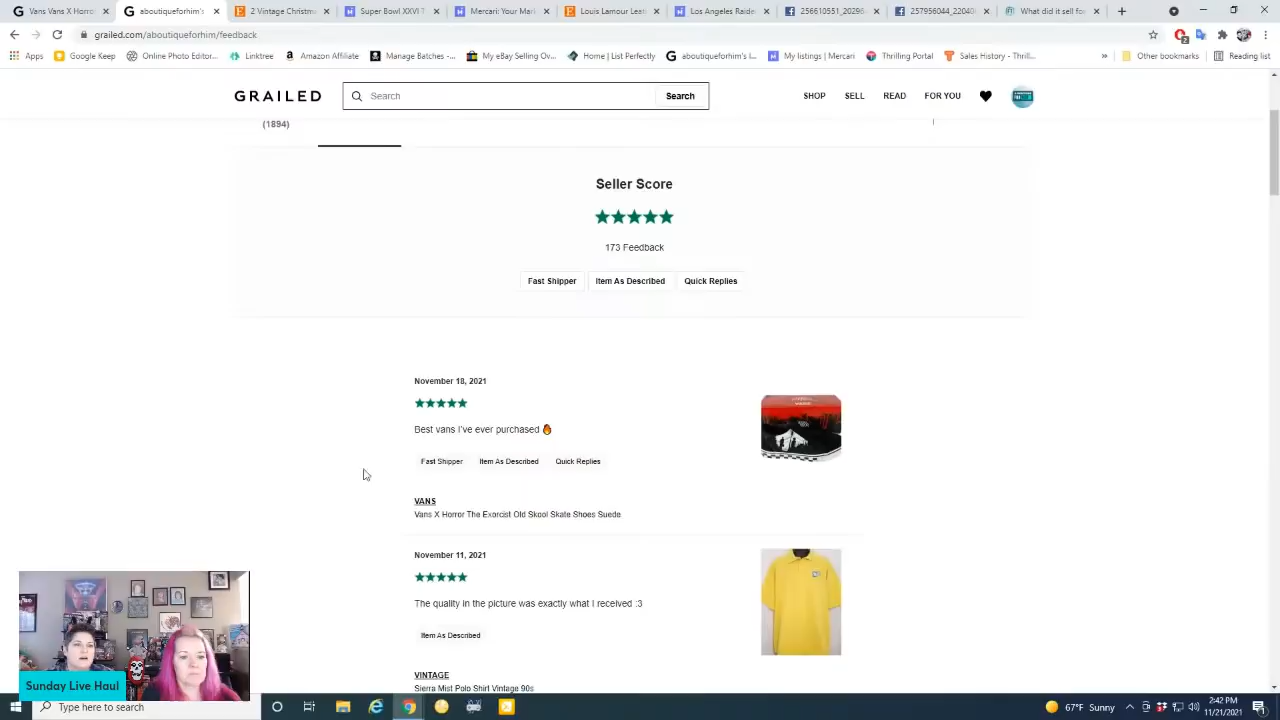 Vans Vans X Horror T
aboutiqueforhim's
Vintage Christmas
Super Bowl XXVI T
Mercari: Your Mar
Louis Lamour Leat
Los Angeles Raide
256610551_20296
257959044_22040
What did it sell for
grailed.com/aboutiqueforhim/feedback
2
Apps
Google Keep
Online Photo Editor...
Linktree
Amazon Affiliate
Manage Batches -...
My eBay Selling Ov...
Home | List Perfectly
aboutiqueforhim's l...
My listings | Mercari
Thrilling Portal
Sales History - Thrill...
Other bookmarks
Reading list
GRAILED
Search
Search
SHOP
SELL
READ
FOR YOU
(1894)
Seller Score
173 Feedback
Fast Shipper
Item As Described
Quick Replies
November 18, 2021
Best vans I've ever purchased 🔥
Fast Shipper
Item As Described
Quick Replies
VANS
Vans X Horror The Exorcist Old Skool Skate Shoes Suede
November 11, 2021
The quality in the picture was exactly what I received :3
Item As Described
VINTAGE
Sierra Mist Polo Shirt Vintage 90s
Sunday Live Haul
Type here to search
67°F Sunny
2:42 PM
11/21/2021